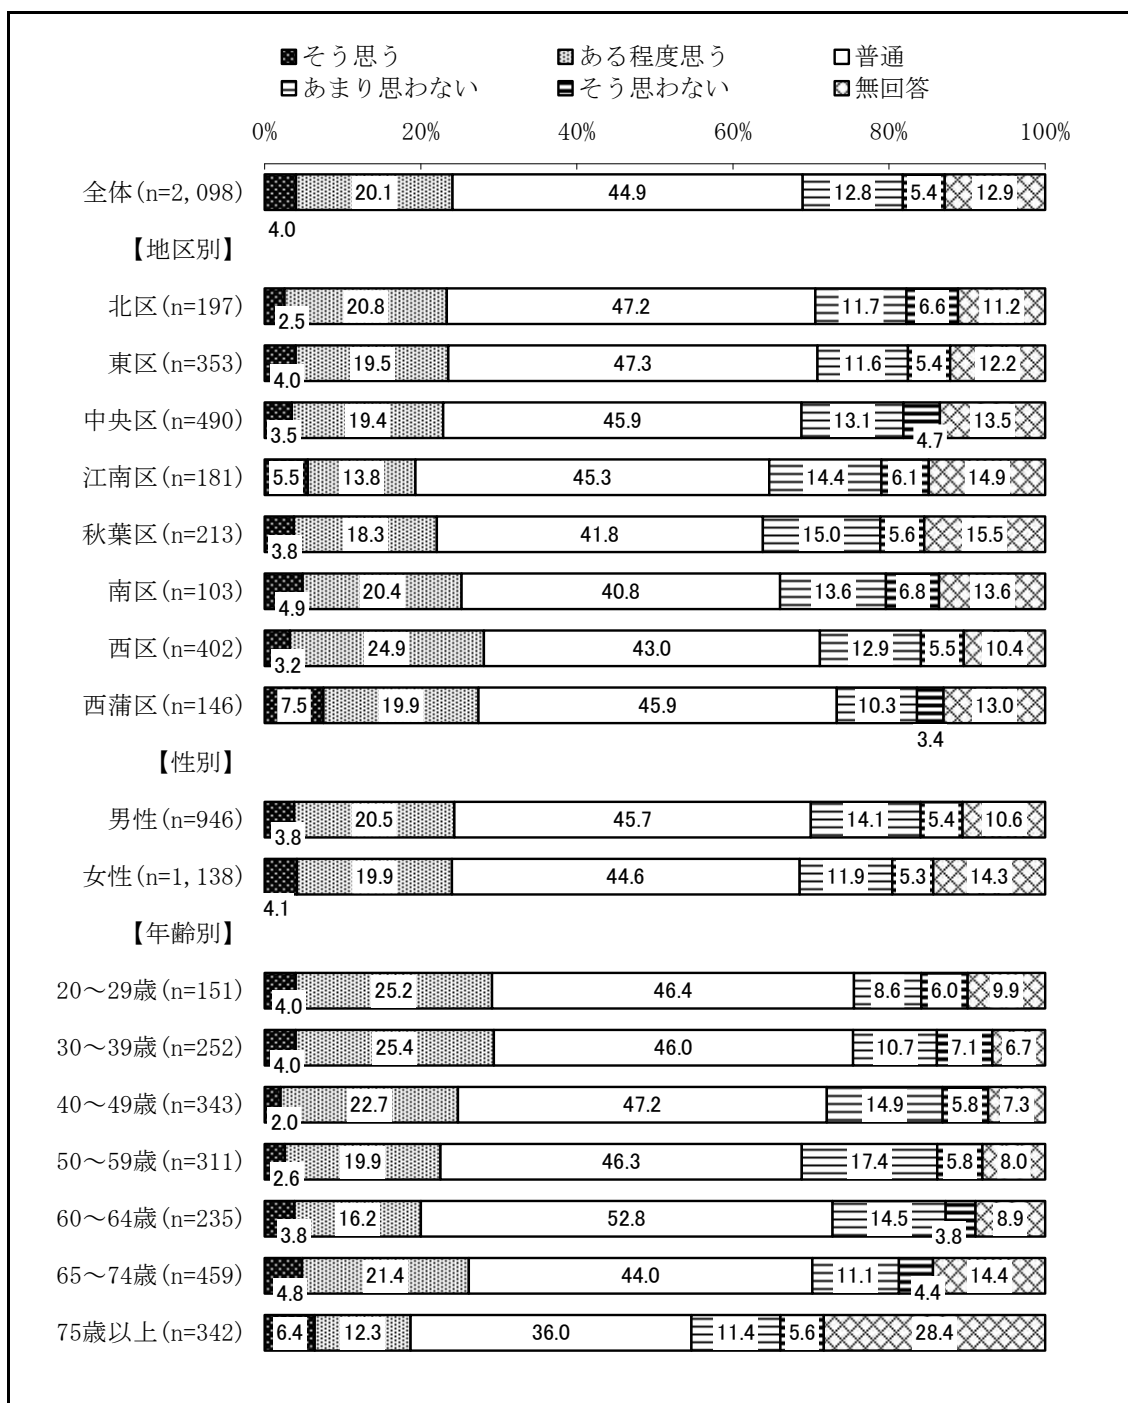 そう思う ある程度思う 普通
あまり思わない そう思わない 無回答
0% 20% 40% 60% 80% 100%
全体(n=2,098) 4.0 20.1 44.9 12.8 5.4 12.9
【地区別】
北区(n=197) 2.5 20.8 47.2 11.7 6.6 11.2
東区(n=353) 4.0 19.5 47.3 11.6 5.4 12.2
中央区(n=490) 3.5 19.4 45.9 13.1 4.7 13.5
江南区(n=181) 5.5 13.8 45.3 14.4 6.1 14.9
秋葉区(n=213) 3.8 18.3 41.8 15.0 5.6 15.5
南区(n=103) 4.9 20.4 40.8 13.6 6.8 13.6
西区(n=402) 3.2 24.9 43.0 12.9 5.5 10.4
西蒲区(n=146) 7.5 19.9 45.9 10.3 3.4 13.0
【性別】
男性(n=946) 3.8 20.5 45.7 14.1 5.4 10.6
女性(n=1,138) 4.1 19.9 44.6 11.9 5.3 14.3
【年齢別】
20～29歳(n=151) 4.0 25.2 46.4 8.6 6.0 9.9
30～39歳(n=252) 4.0 25.4 46.0 10.7 7.1 6.7
40～49歳(n=343) 2.0 22.7 47.2 14.9 5.8 7.3
50～59歳(n=311) 2.6 19.9 46.3 17.4 5.8 8.0
60～64歳(n=235) 3.8 16.2 52.8 14.5 3.8 8.9
65～74歳(n=459) 4.8 21.4 44.0 11.1 4.4 14.4
75歳以上(n=342) 6.4 12.3 36.0 11.4 5.6 28.4